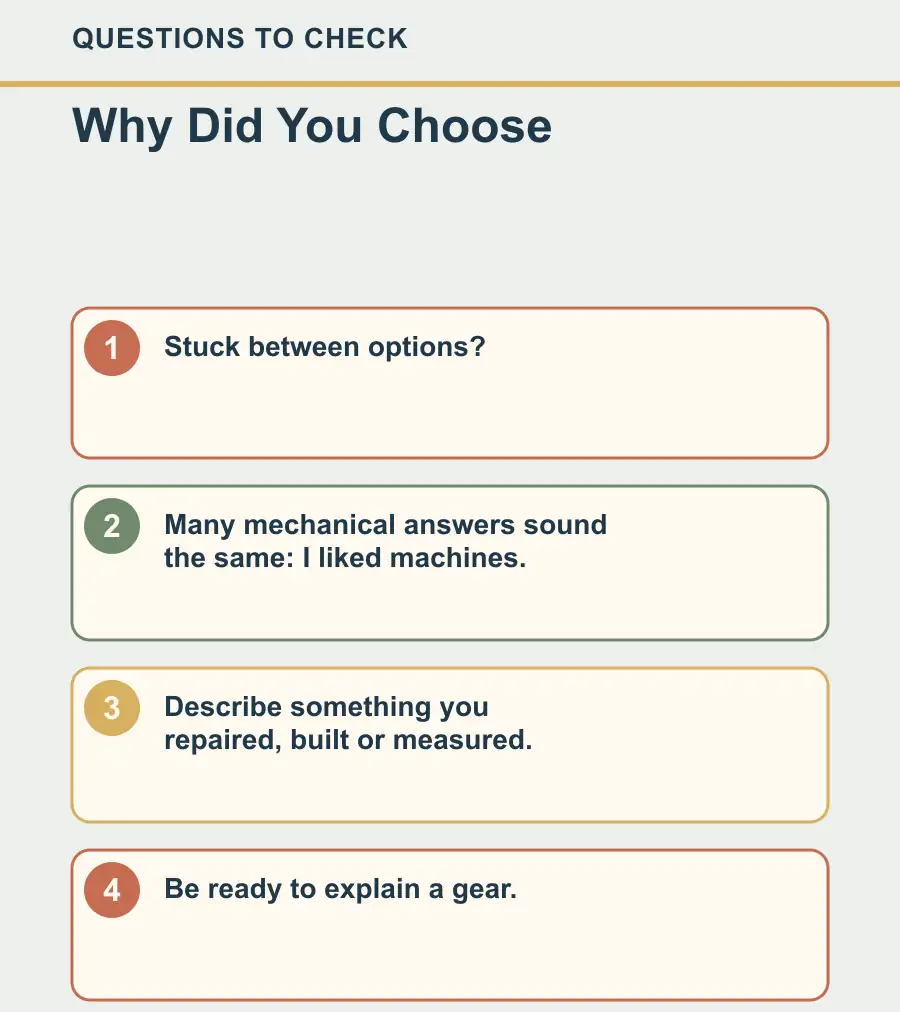 QUESTIONS TO CHECK
Why Did You Choose
1
Stuck between options?
2
Many mechanical answers sound
the same: I liked machines.
3
Describe something you
repaired, built or measured.
4
Be ready to explain a gear.